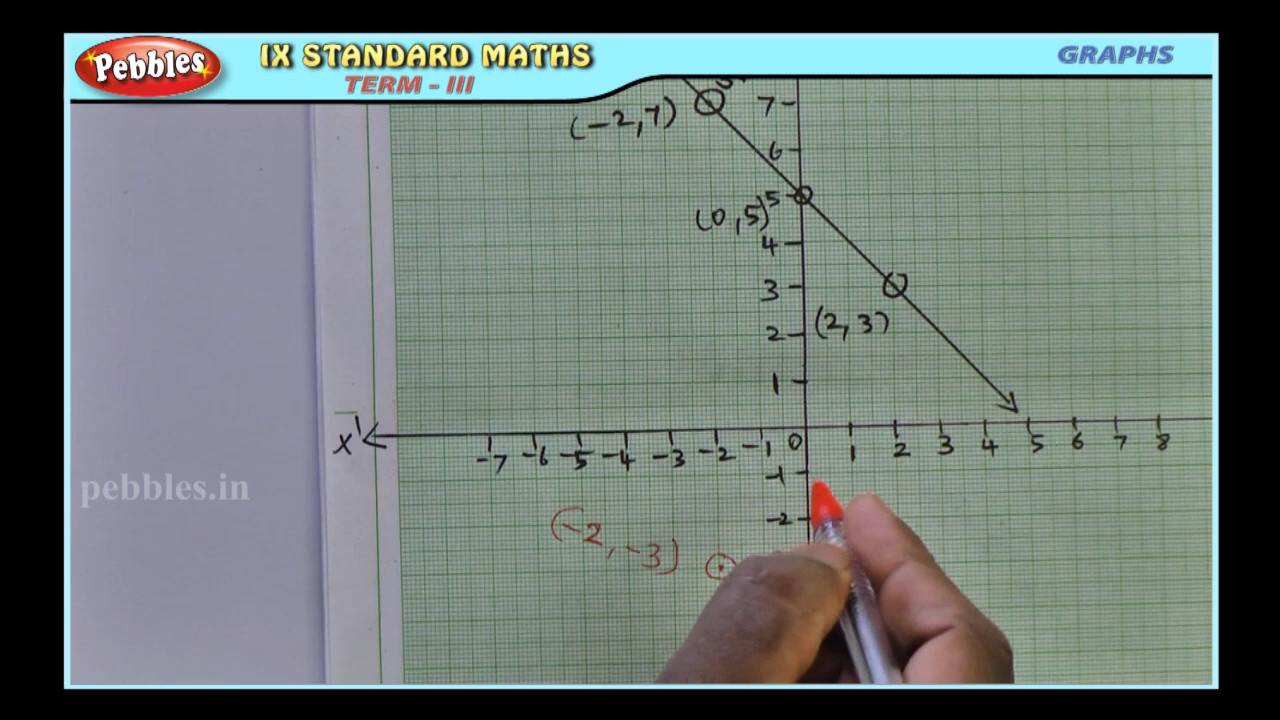 Pebbles
IX STANDARD MATHS
TERM - III
GRAPHS
(-2, 7)
7
6
5
(0, 5)
4
3
(2, 3)
2
1
X'
-7 -6 -5 -4 -3 -2 -1 0 1 2 3 4 5 6 7 8
-1
pebbles.in
-2
(-2, -3)